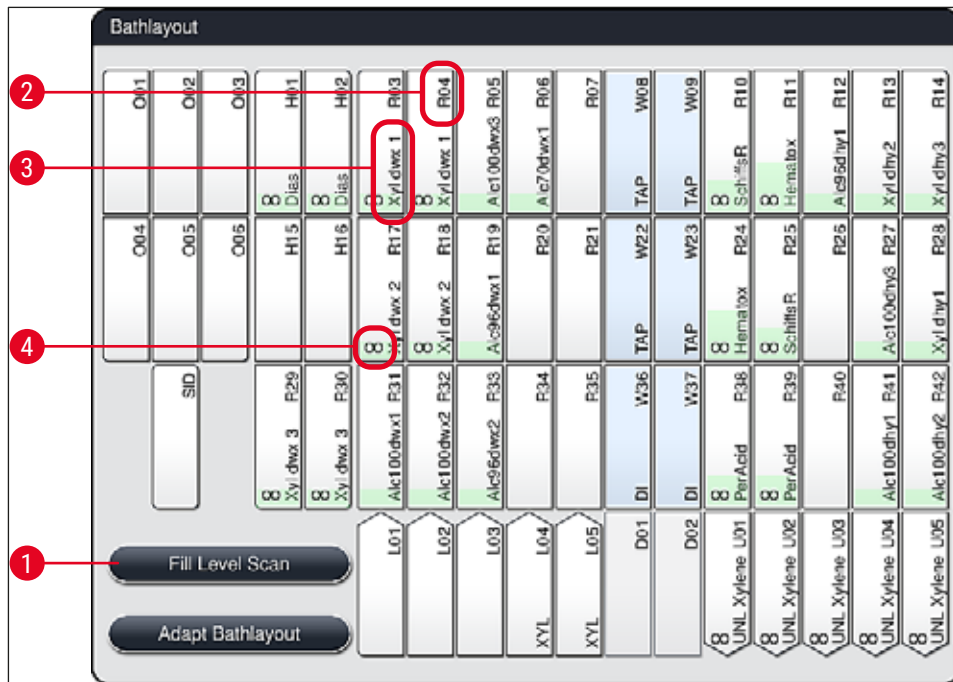 Bathlayout
2
3
4
1
O01
O02
O03
∞ Dias H01
∞ Dias H02
∞ Xyl dwx 1 R03
∞ Xyl dwx 1 R04
Alc100dwx3 R05
Alc70dwx1 R06
R07
TAP W08
TAP W09
∞ SchiffsR R10
∞ Hematox R11
Alc96dhy1 R12
Xyl dhy2 R13
Xyl dhy3 R14
O04
O05
O06
H15
H16
∞ Xyl dwx 2 R17
∞ Xyl dwx 2 R18
Alc96dwx1 R19
R20
R21
TAP W22
TAP W23
∞ Hematox R24
∞ SchiffsR R25
R26
Alc100dhy3 R27
Xyl dhy1 R28
SID
∞ Xyl dwx 3 R29
∞ Xyl dwx 3 R30
Alc100dwx1 R31
Alc100dwx2 R32
Alc96dwx2 R33
R34
R35
DI W36
DI W37
∞ PerAcid R38
∞ PerAcid R39
R40
Alc100dhy1 R41
Alc100dhy2 R42
Fill Level Scan
Adapt Bathlayout
L01
L02
L03
XYL L04
XYL L05
D01
D02
∞ UNL Xylene U01
∞ UNL Xylene U02
∞ UNL Xylene U03
∞ UNL Xylene U04
∞ UNL Xylene U05